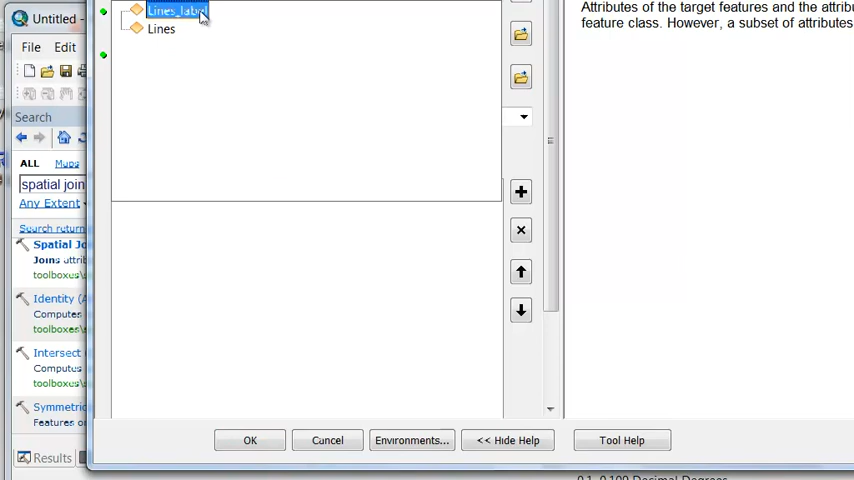 Untitled -
File Edit
Search
ALL Maps
spatial join
Any Extent
Search return
Spatial Jo
Joins attri
toolboxes\s
Identity (A
Computes
toolboxes\s
Intersect
Computes
toolboxes\s
Symmetric
Features o
Results
Lines_label
Lines
OK
Cancel
Environments...
<< Hide Help
Tool Help
Attributes of the target features and the attrib
feature class. However, a subset of attributes
0.1 0.100 Decimal Degrees